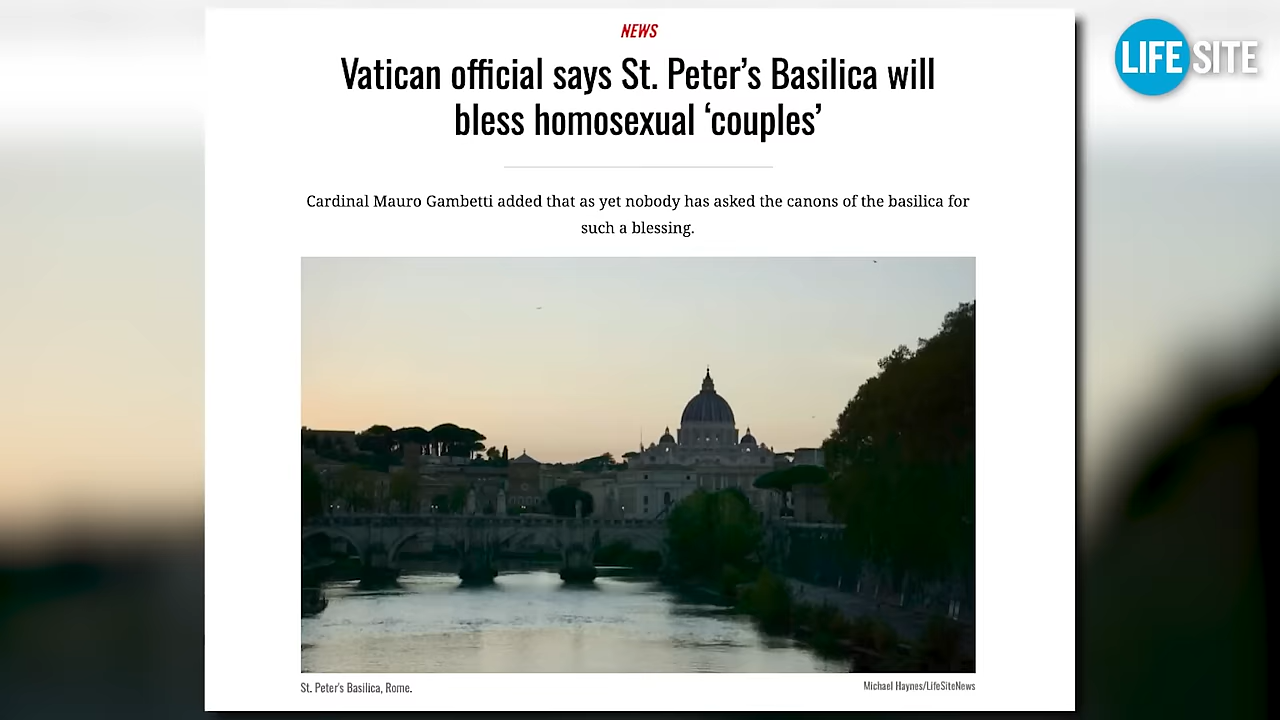 LIFE SITE
NEWS
Vatican official says St. Peter’s Basilica will
bless homosexual ‘couples’
Cardinal Mauro Gambetti added that as yet nobody has asked the canons of the basilica for
such a blessing.
St. Peter's Basilica, Rome.
Michael Haynes/LifeSiteNews